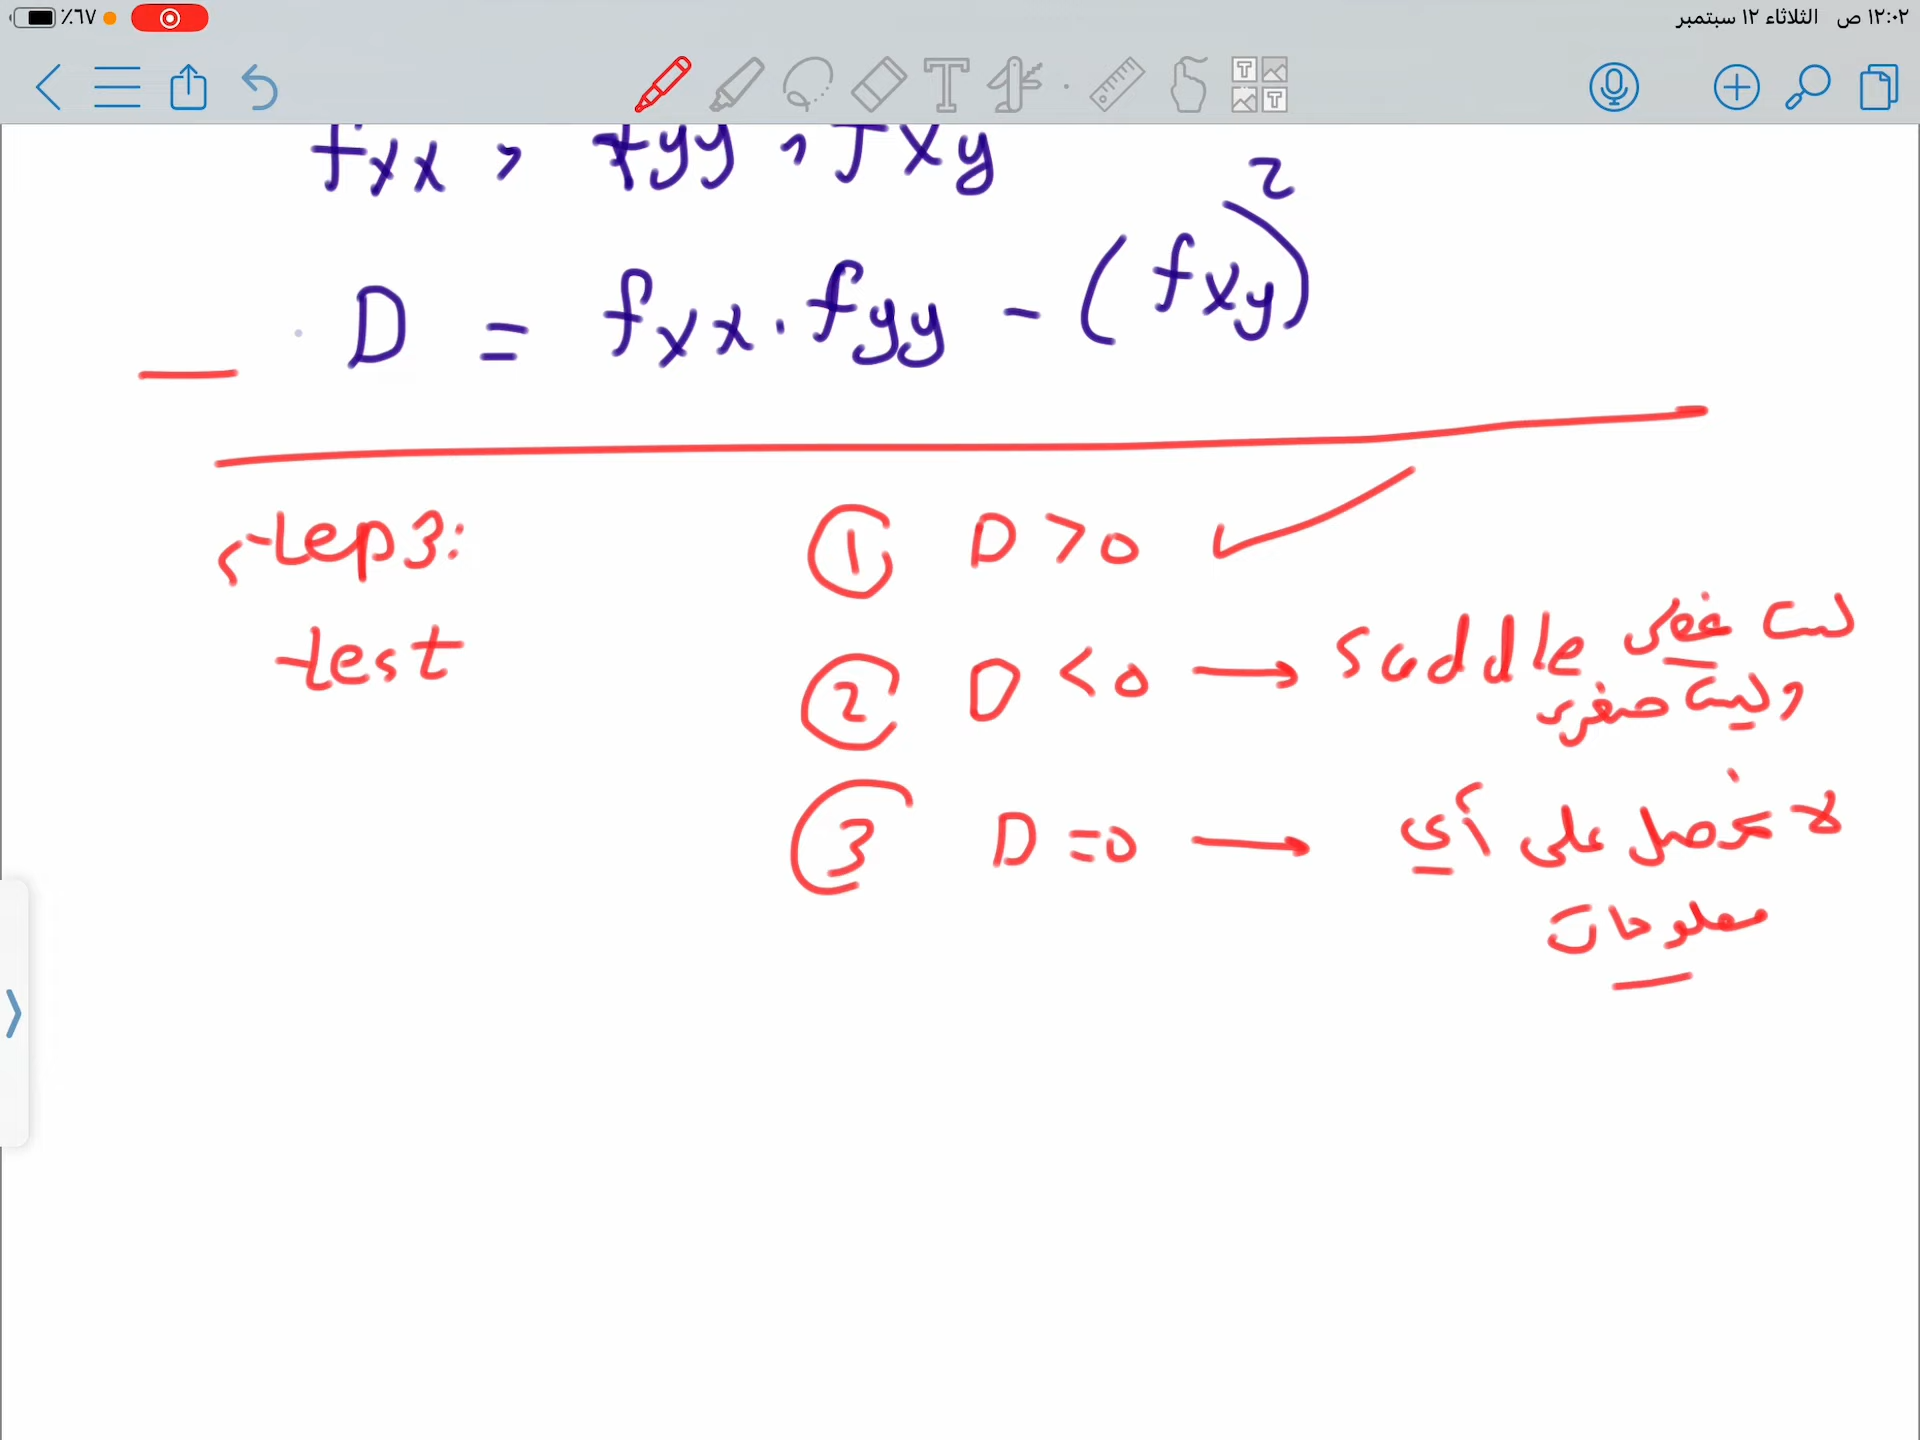 ٪٦٧ ١٢:٠٢ ص الثلاثاء ١٢ سبتمبر
fxx , fyy , fxy
D = fxx . fyy - (fxy)²
step3: ① D > 0 ✓
test
② D < 0 → saddle ليست عظمى
وليست صغرى
③ D = 0 → لا نحصل على أي
معلومات